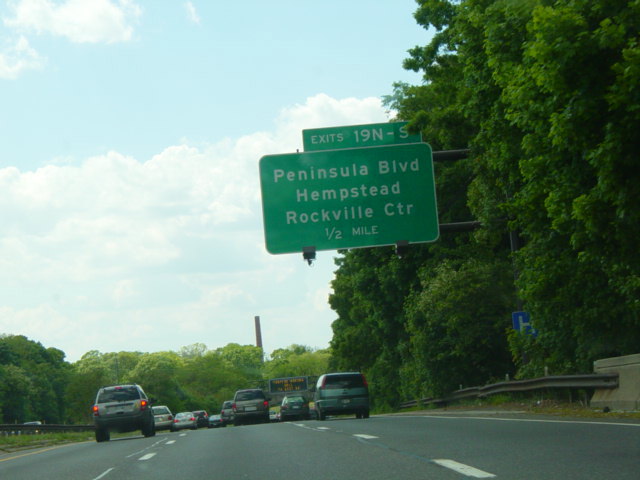 EXITS 19N-S
Peninsula Blvd
Hempstead
Rockville Ctr
1/2 MILE
H